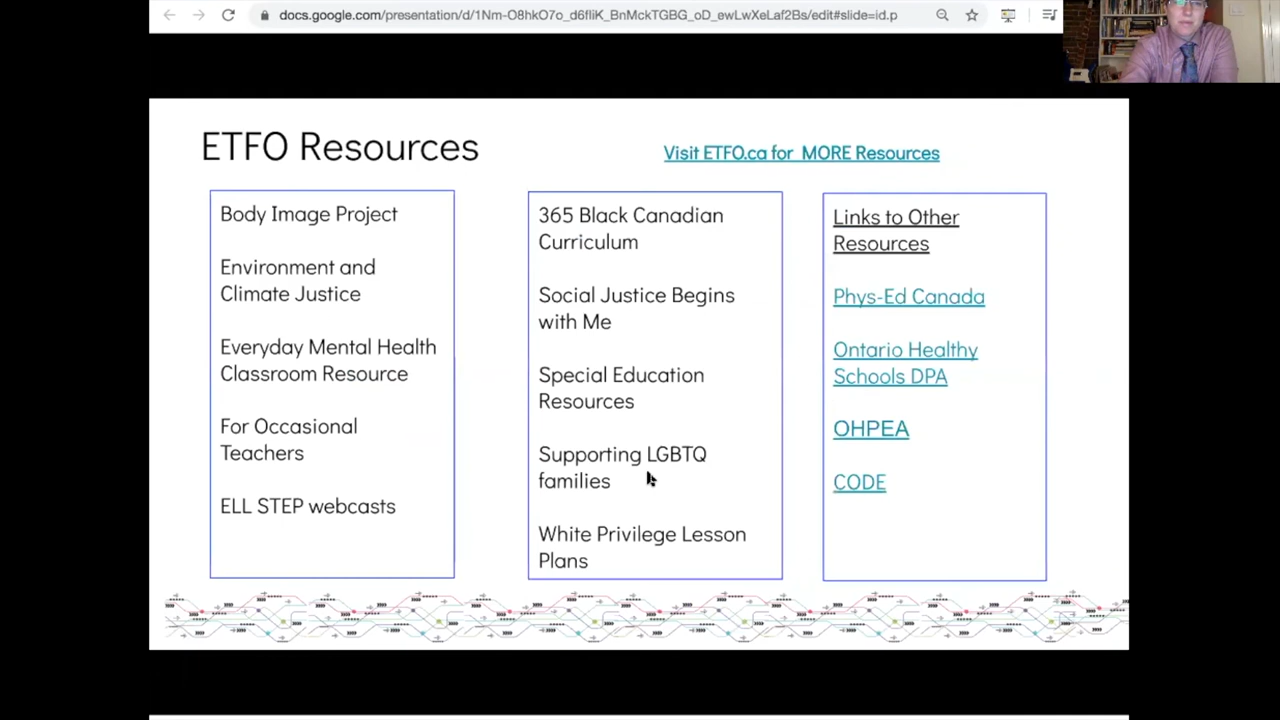 docs.google.com/presentation/d/1Nm-O8hkO7o_d6fIiK_BnMckTGBG_oD_ewLwXeLaf2Bs/edit#slide=id.p
ETFO Resources
Visit ETFO.ca for MORE Resources
Body Image Project
Environment and
Climate Justice
Everyday Mental Health
Classroom Resource
For Occasional
Teachers
ELL STEP webcasts
365 Black Canadian
Curriculum
Social Justice Begins
with Me
Special Education
Resources
Supporting LGBTQ
families
White Privilege Lesson
Plans
Links to Other
Resources
Phys-Ed Canada
Ontario Healthy
Schools DPA
OHPEA
CODE